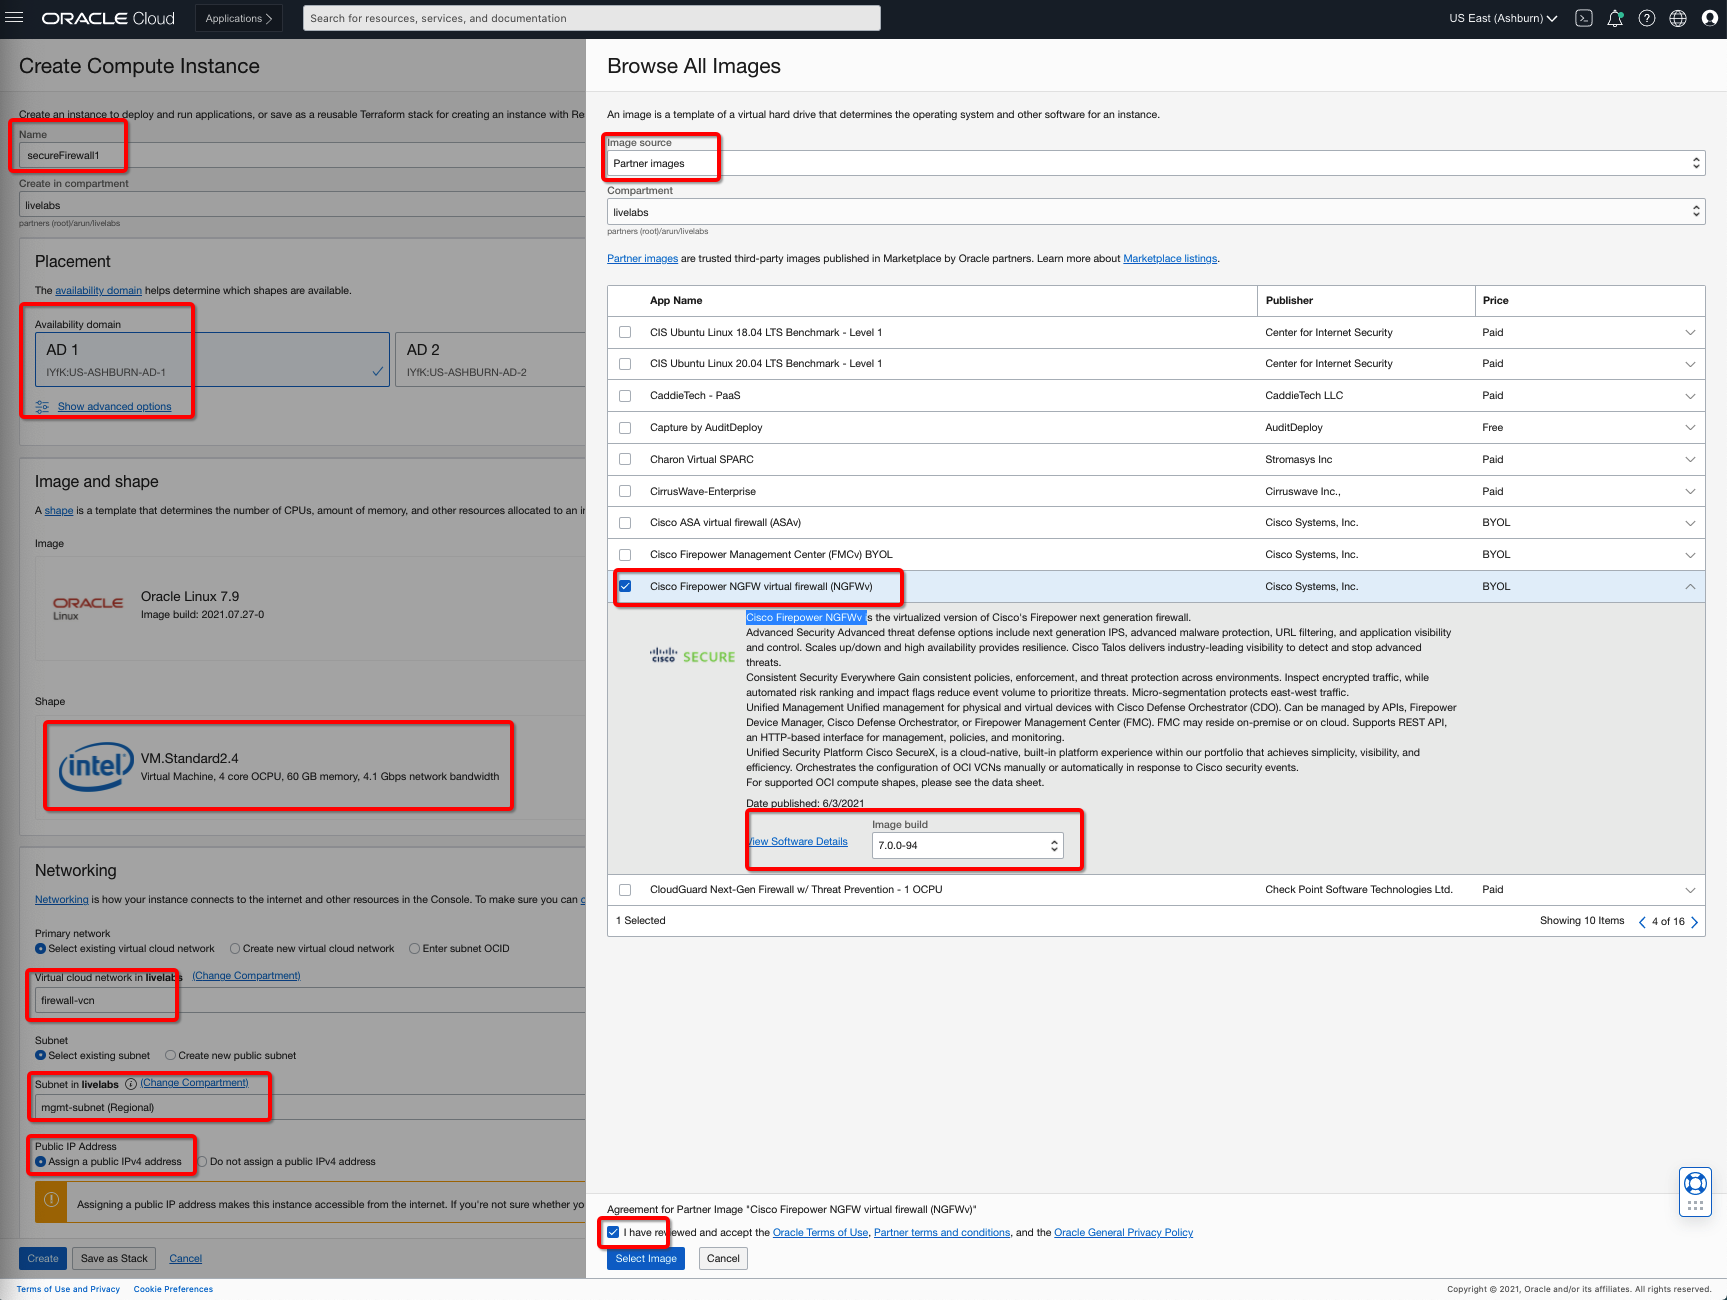 ORACLE Cloud
Applications
Search for resources, services, and documentation
US East (Ashburn)
Create Compute Instance
Create an instance to deploy and run applications, or save as a reusable Terraform stack for creating an instance with Re
Name
secureFirewall1
Create in compartment
livelabs
partners (root)/arun/livelabs
Placement
The availability domain helps determine which shapes are available.
Availability domain
AD 1
IYfK:US-ASHBURN-AD-1
AD 2
IYfK:US-ASHBURN-AD-2
Show advanced options
Image and shape
A shape is a template that determines the number of CPUs, amount of memory, and other resources allocated to an i
Image
ORACLE
Linux
Oracle Linux 7.9
Image build: 2021.07.27-0
Shape
intel
VM.Standard2.4
Virtual Machine, 4 core OCPU, 60 GB memory, 4.1 Gbps network bandwidth
Networking
Networking is how your instance connects to the internet and other resources in the Console. To make sure you can
Primary network
Select existing virtual cloud network Create new virtual cloud network Enter subnet OCID
Virtual cloud network in livelabs (Change Compartment)
firewall-vcn
Subnet
Select existing subnet Create new public subnet
Subnet in livelabs (Change Compartment)
mgmt-subnet (Regional)
Public IP Address
Assign a public IPv4 address Do not assign a public IPv4 address
Assigning a public IP address makes this instance accessible from the internet. If you're not sure whether yo
Create Save as Stack Cancel
Browse All Images
An image is a template of a virtual hard drive that determines the operating system and other software for an instance.
Image source
Partner images
Compartment
livelabs
partners (root)/arun/livelabs
Partner images are trusted third-party images published in Marketplace by Oracle partners. Learn more about Marketplace listings.
App Name Publisher Price
CIS Ubuntu Linux 18.04 LTS Benchmark - Level 1 Center for Internet Security Paid
CIS Ubuntu Linux 20.04 LTS Benchmark - Level 1 Center for Internet Security Paid
CaddieTech - PaaS CaddieTech LLC Paid
Capture by AuditDeploy AuditDeploy Free
Charon Virtual SPARC Stromasys Inc Paid
CirrusWave-Enterprise Cirruswave Inc., Paid
Cisco ASA virtual firewall (ASAv) Cisco Systems, Inc. BYOL
Cisco Firepower Management Center (FMCv) BYOL Cisco Systems, Inc. BYOL
Cisco Firepower NGFW virtual firewall (NGFWv) Cisco Systems, Inc. BYOL
cisco SECURE
Cisco Firepower NGFWv is the virtualized version of Cisco's Firepower next generation firewall.
Advanced Security Advanced threat defense options include next generation IPS, advanced malware protection, URL filtering, and application visibility
and control. Scales up/down and high availability provides resilience. Cisco Talos delivers industry-leading visibility to detect and stop advanced
threats.
Consistent Security Everywhere Gain consistent policies, enforcement, and threat protection across environments. Inspect encrypted traffic, while
automated risk ranking and impact flags reduce event volume to prioritize threats. Micro-segmentation protects east-west traffic.
Unified Management Unified management for physical and virtual devices with Cisco Defense Orchestrator (CDO). Can be managed by APIs, Firepower
Device Manager, Cisco Defense Orchestrator, or Firepower Management Center (FMC). FMC may reside on-premise or on cloud. Supports REST API,
an HTTP-based interface for management, policies, and monitoring.
Unified Security Platform Cisco SecureX, is a cloud-native, built-in platform experience within our portfolio that achieves simplicity, visibility, and
efficiency. Orchestrates the configuration of OCI VCNs manually or automatically in response to Cisco security events.
For supported OCI compute shapes, please see the data sheet.
Date published: 6/3/2021
View Software Details
Image build
7.0.0-94
CloudGuard Next-Gen Firewall w/ Threat Prevention - 1 OCPU Check Point Software Technologies Ltd. Paid
1 Selected Showing 10 Items 4 of 16
Agreement for Partner Image "Cisco Firepower NGFW virtual firewall (NGFWv)"
I have reviewed and accept the Oracle Terms of Use, Partner terms and conditions, and the Oracle General Privacy Policy
Select Image Cancel
Terms of Use and Privacy Cookie Preferences
Copyright © 2021, Oracle and/or its affiliates. All rights reserved.